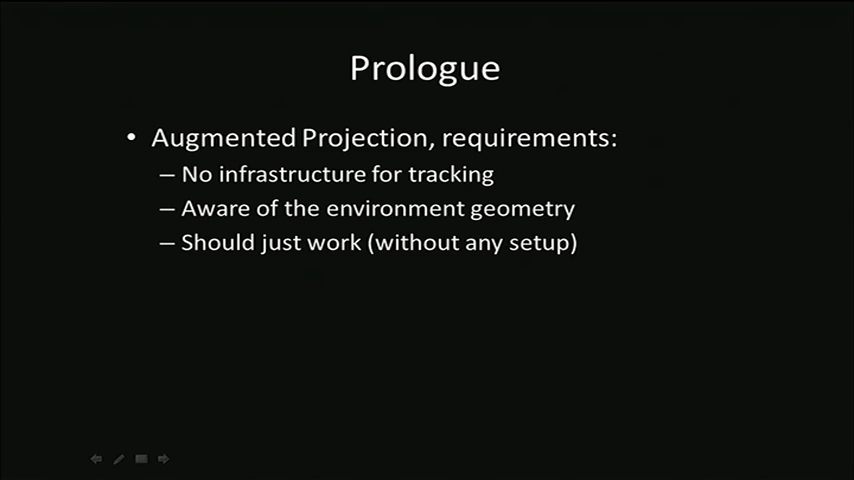 Prologue
• Augmented Projection, requirements:
– No infrastructure for tracking
– Aware of the environment geometry
– Should just work (without any setup)